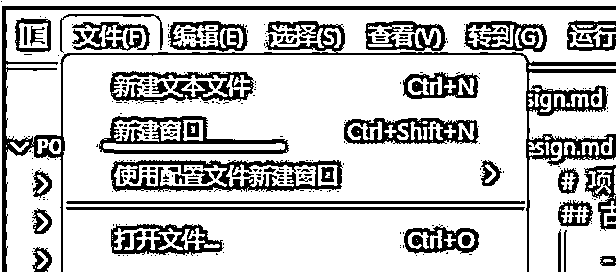 文件(F) 编辑(E) 选择(S) 查看(V) 转到(G) 运行
新建文本文件 Ctrl+N
sign.md
新建窗口 Ctrl+Shift+N
PO
esign.md
使用配置文件新建窗口
# 项
## 古
打开文件... Ctrl+O